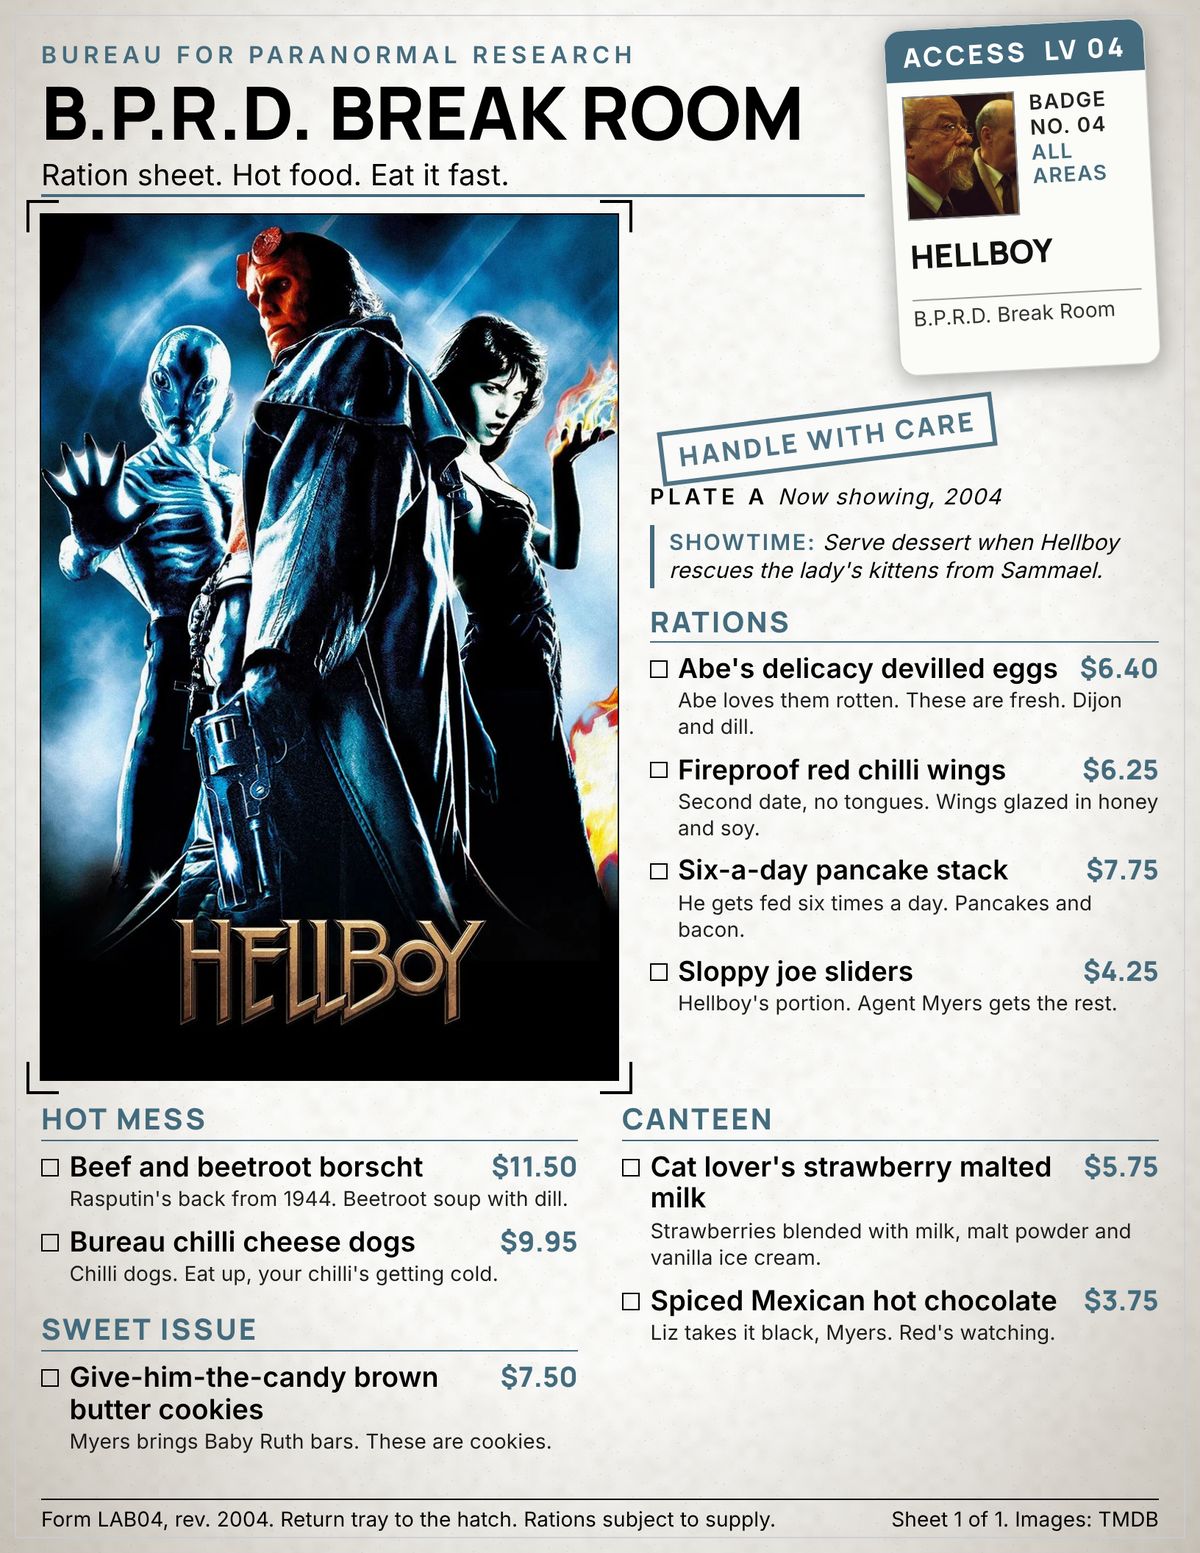 BUREAU FOR PARANORMAL RESEARCH
B.P.R.D. BREAK ROOM
Ration sheet. Hot food. Eat it fast.
ACCESS LV 04
BADGE
NO. 04
ALL
AREAS
HELLBOY
B.P.R.D. Break Room
HELLBOY
HANDLE WITH CARE
PLATE A Now showing, 2004
SHOWTIME: Serve dessert when Hellboy
rescues the lady's kittens from Sammael.
RATIONS
Abe's delicacy devilled eggs $6.40
Abe loves them rotten. These are fresh. Dijon
and dill.
Fireproof red chilli wings $6.25
Second date, no tongues. Wings glazed in honey
and soy.
Six-a-day pancake stack $7.75
He gets fed six times a day. Pancakes and
bacon.
Sloppy joe sliders $4.25
Hellboy's portion. Agent Myers gets the rest.
HOT MESS
Beef and beetroot borscht $11.50
Rasputin's back from 1944. Beetroot soup with dill.
Bureau chilli cheese dogs $9.95
Chilli dogs. Eat up, your chilli's getting cold.
SWEET ISSUE
Give-him-the-candy brown $7.50
butter cookies
Myers brings Baby Ruth bars. These are cookies.
CANTEEN
Cat lover's strawberry malted $5.75
milk
Strawberries blended with milk, malt powder and
vanilla ice cream.
Spiced Mexican hot chocolate $3.75
Liz takes it black, Myers. Red's watching.
Form LAB04, rev. 2004. Return tray to the hatch. Rations subject to supply.
Sheet 1 of 1. Images: TMDB